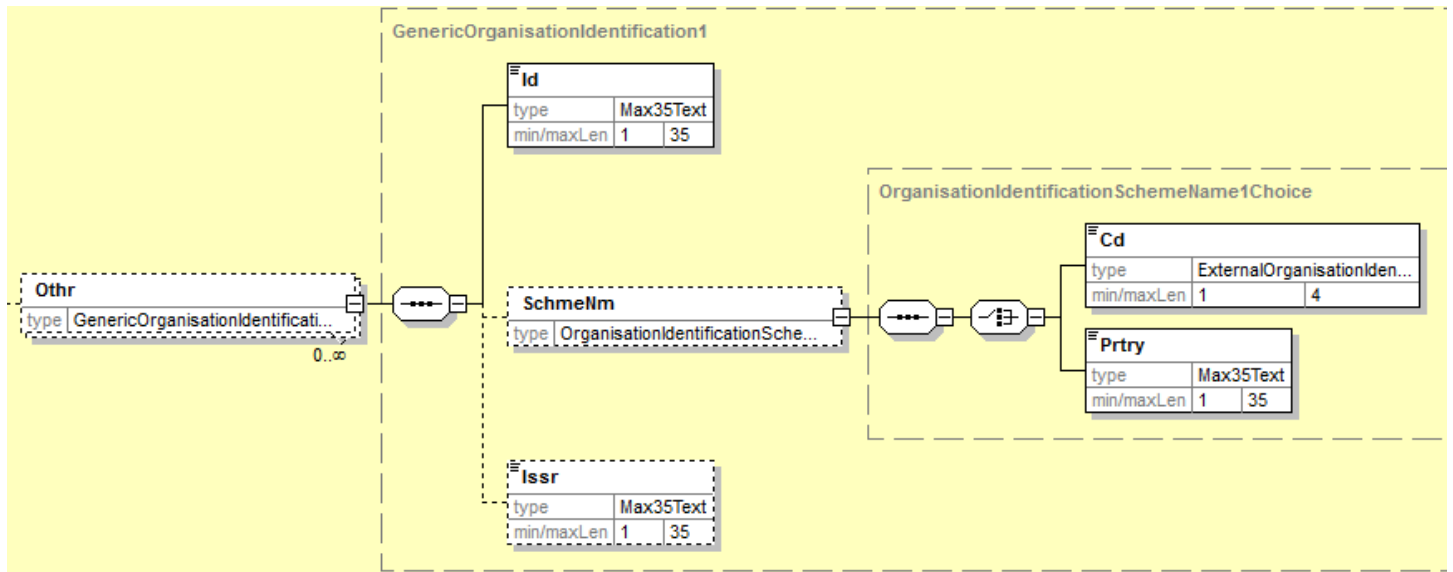 GenericOrganisationIdentification1
Id
type Max35Text
min/maxLen 1 35
OrganisationIdentificationSchemeName1Choice
Cd
type ExternalOrganisationIden...
min/maxLen 1 4
Othr
type GenericOrganisationIdentificati...
0..∞
SchmeNm
type OrganisationIdentificationSche...
Prtry
type Max35Text
min/maxLen 1 35
Issr
type Max35Text
min/maxLen 1 35